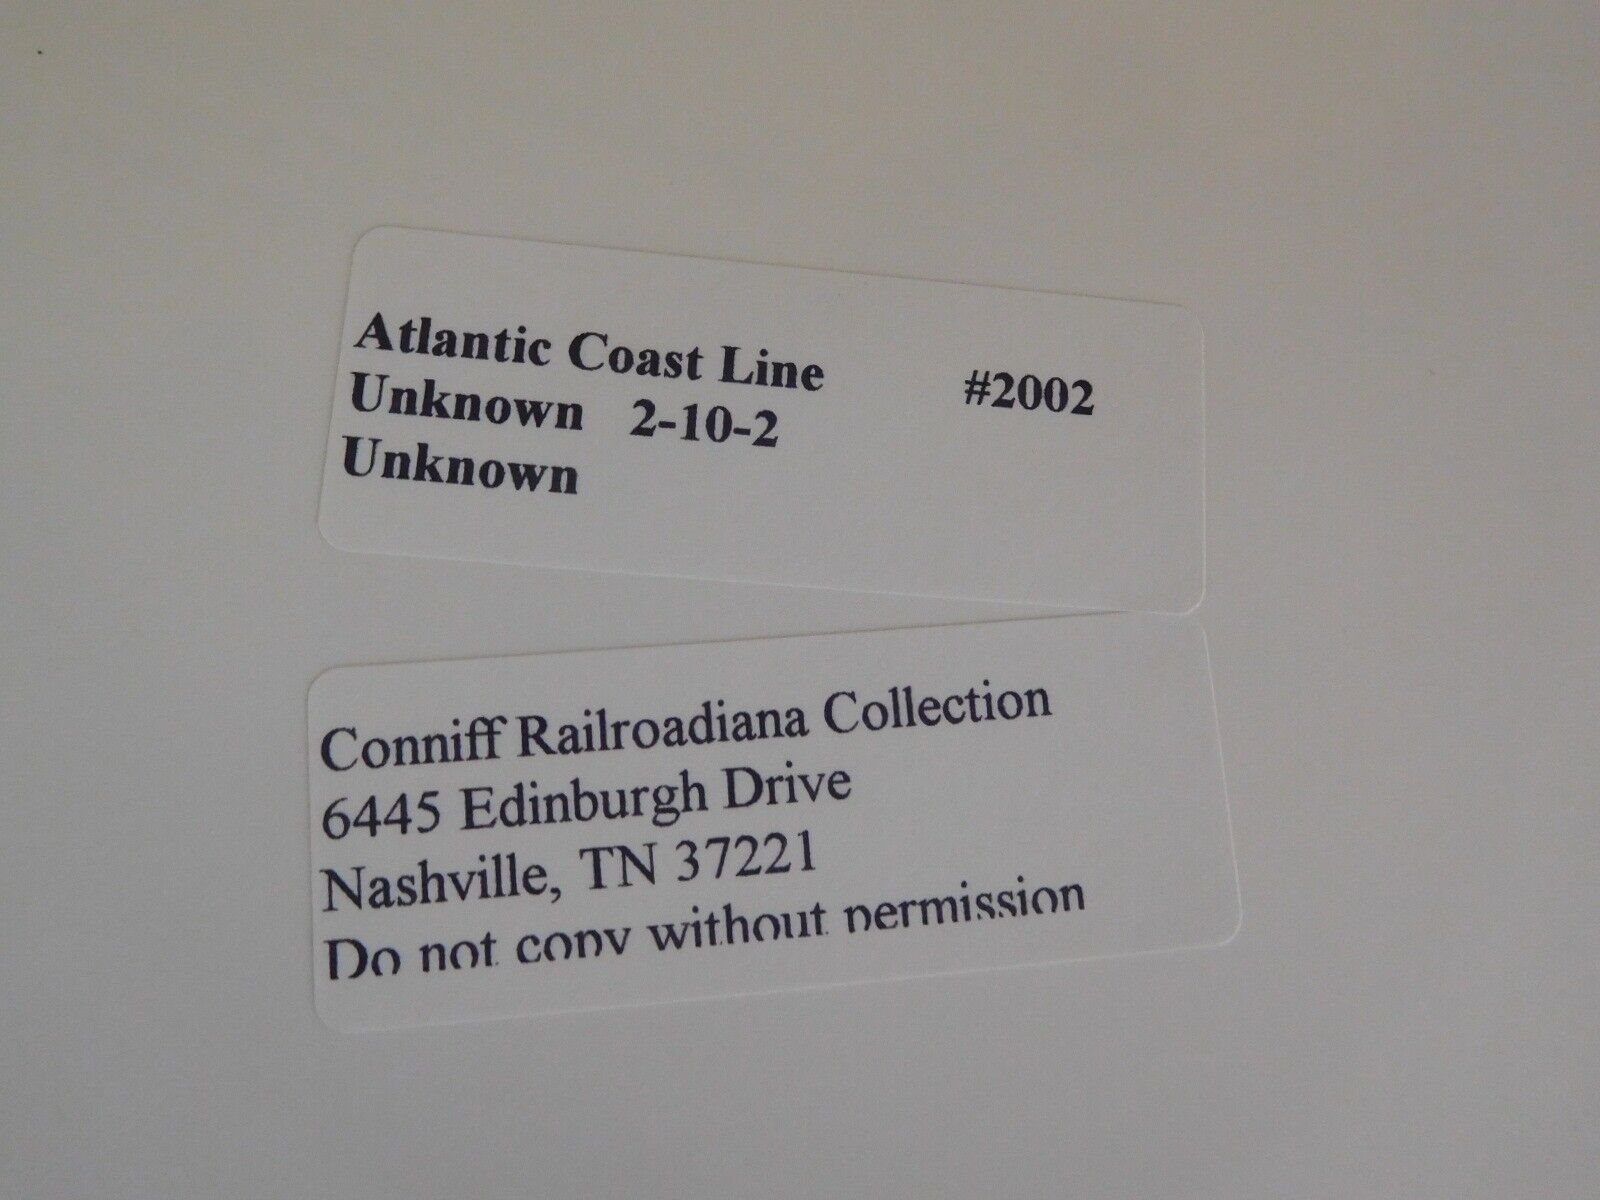 Atlantic Coast Line #2002
Unknown 2-10-2
Unknown
Conniff Railroadiana Collection
6445 Edinburgh Drive
Nashville, TN 37221
Do not copy without permission